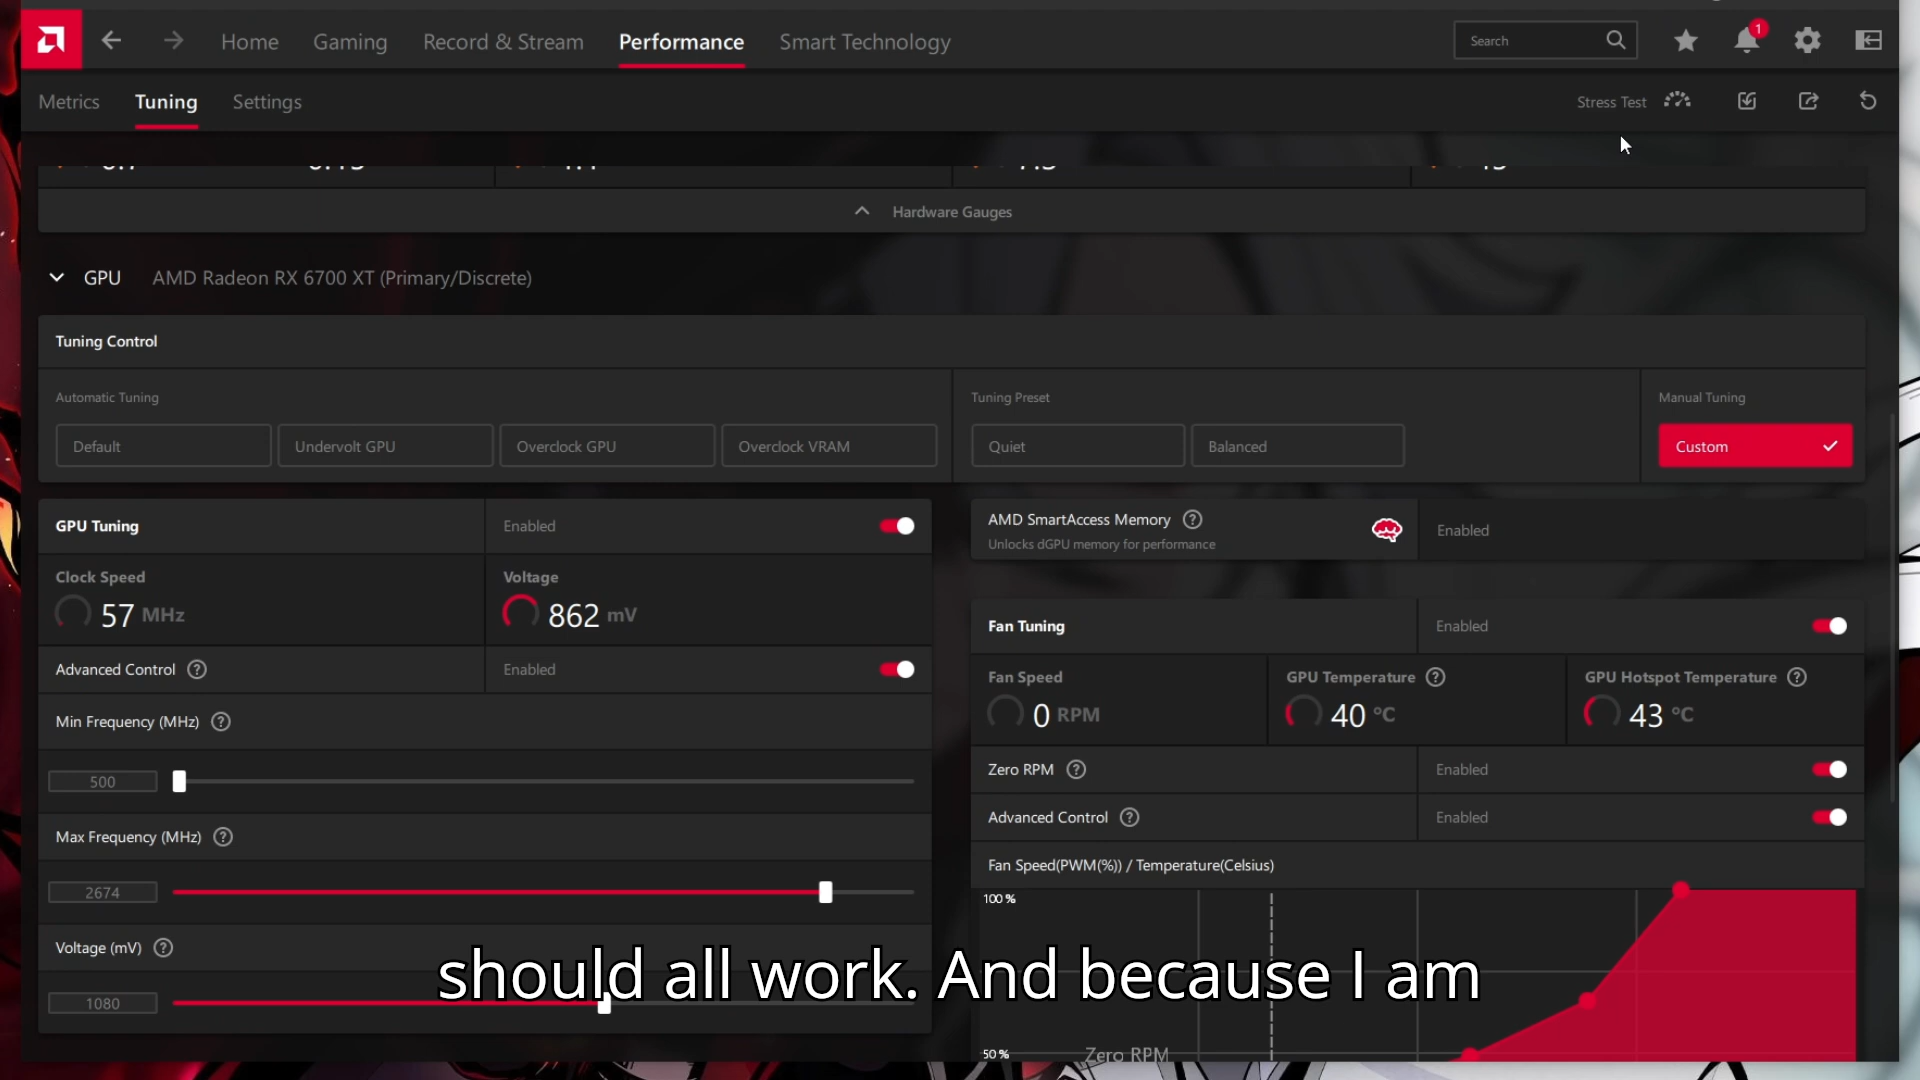 Home Gaming Record & Stream Performance Smart Technology Search 1
Metrics Tuning Settings Stress Test
Hardware Gauges
GPU AMD Radeon RX 6700 XT (Primary/Discrete)
Tuning Control
Automatic Tuning Tuning Preset Manual Tuning
Default Undervolt GPU Overclock GPU Overclock VRAM Quiet Balanced Custom
GPU Tuning Enabled
Clock Speed Voltage
57 MHz 862 mV
Advanced Control Enabled
Min Frequency (MHz)
500
Max Frequency (MHz)
2674
Voltage (mV)
1080
AMD SmartAccess Memory
Unlocks dGPU memory for performance
Enabled
Fan Tuning Enabled
Fan Speed GPU Temperature GPU Hotspot Temperature
0 RPM 40 °C 43 °C
Zero RPM Enabled
Advanced Control Enabled
Fan Speed(PWM(%)) / Temperature(Celsius)
100 %
50 % Zero RPM
should all work. And because I am